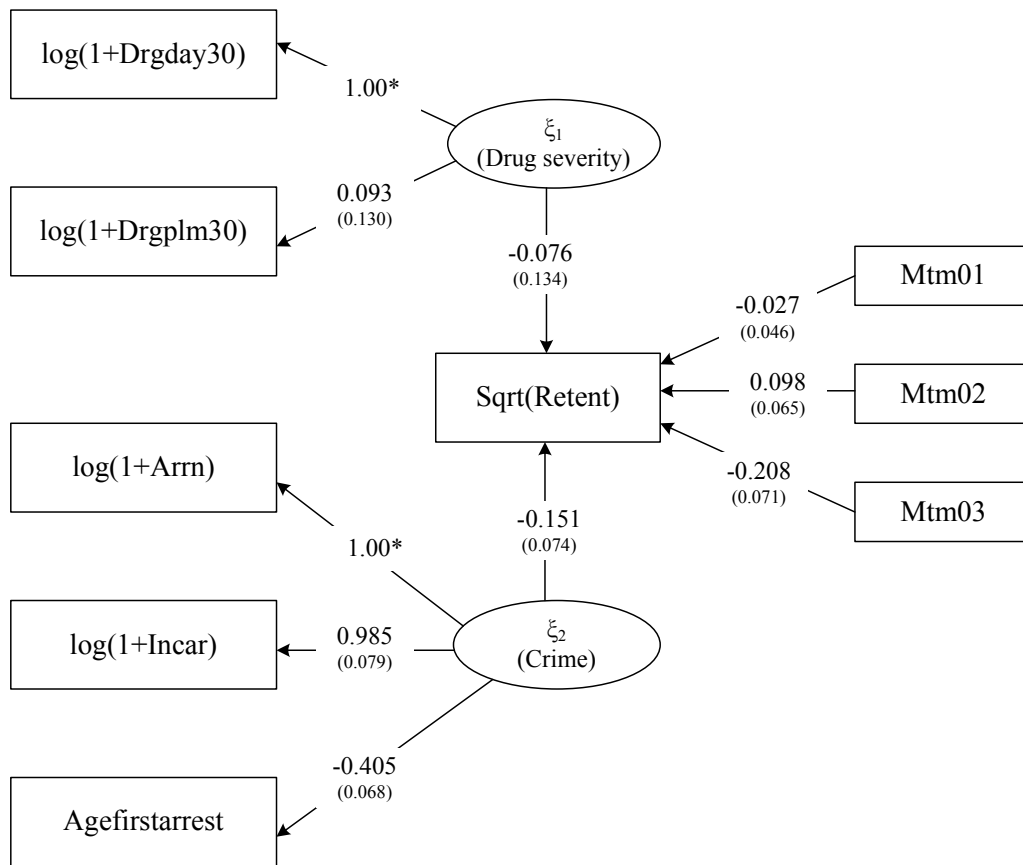 log(1+Drgday30)
1.00*
ξ1
(Drug severity)
log(1+Drgplm30)
0.093
(0.130)
-0.076
(0.134)
Mtm01
-0.027
(0.046)
Sqrt(Retent)
0.098
(0.065)
Mtm02
log(1+Arrn)
-0.208
(0.071)
Mtm03
-0.151
(0.074)
1.00*
log(1+Incar)
0.985
(0.079)
ξ2
(Crime)
-0.405
(0.068)
Agefirstarrest